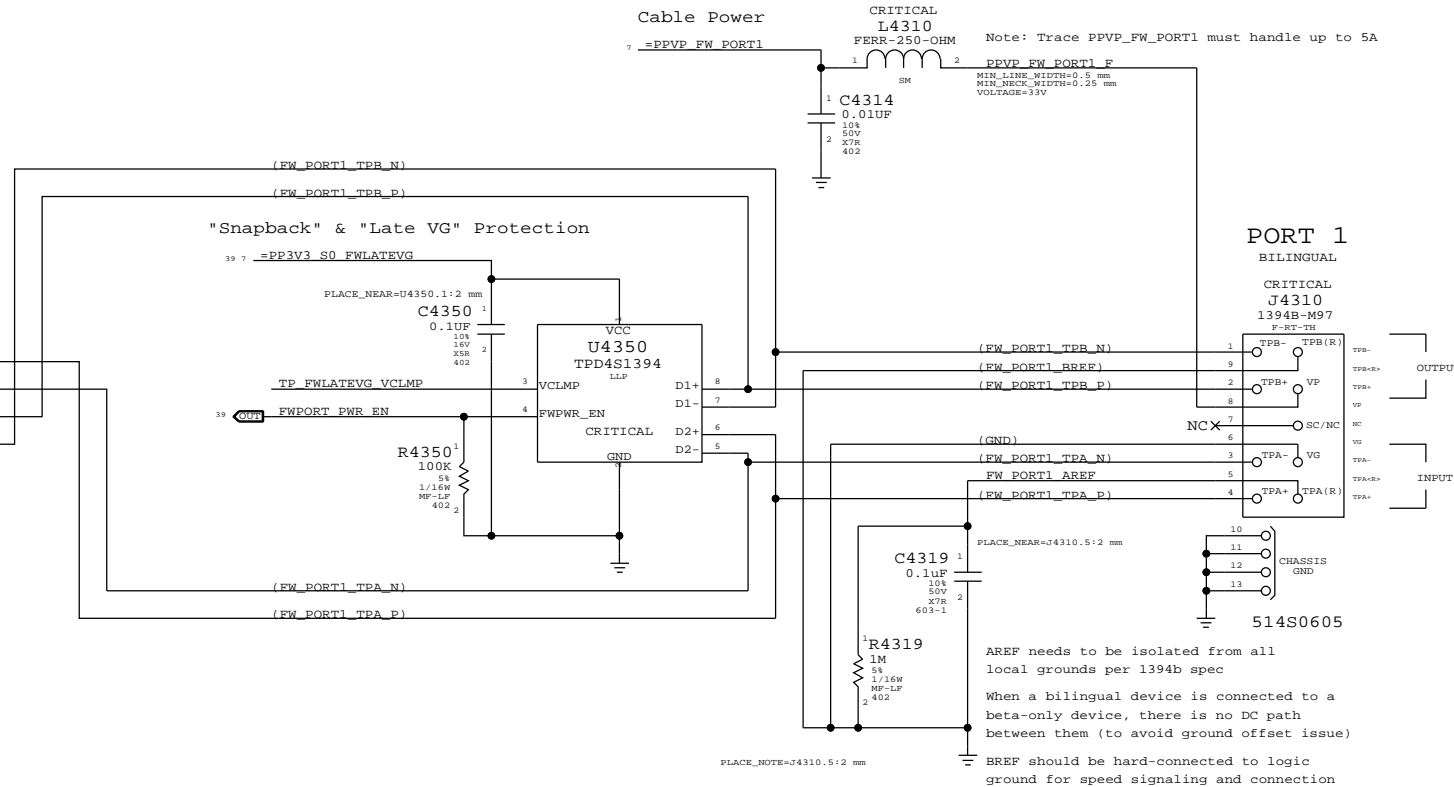 Cable Power
7 =PPVP_FW_PORT1
CRITICAL
L4310
FERR-250-OHM
1 2
SM
Note: Trace PPVP_FW_PORT1 must handle up to 5A
PPVP_FW_PORT1_F
MIN_LINE_WIDTH=0.5 mm
MIN_NECK_WIDTH=0.25 mm
VOLTAGE=33V
1
C4314
0.01UF
10%
50V
X7R
402
2
(FW_PORT1_TPB_N)
(FW_PORT1_TPB_P)
"Snapback" & "Late VG" Protection
39 7 =PP3V3_S0_FWLATEVG
PLACE_NEAR=U4350.1:2 mm
C4350
1
0.1UF
10%
16V
X5R
402
2
1
VCC
U4350
TPD4S1394
LLP
TP_FWLATEVG_VCLMP
3 VCLMP
39 OUT FWPORT_PWR_EN
4 FWPWR_EN
CRITICAL
GND
2
D1+ 8
D1- 7
D2+ 6
D2- 5
R4350
1
100K
5%
1/16W
MF-LF
402
2
(FW_PORT1_TPA_N)
(FW_PORT1_TPA_P)
PORT 1
BILINGUAL
CRITICAL
J4310
1394B-M97
F-RT-TH
(FW_PORT1_TPB_N) 1 TPB- TPB(R) TPB-
(FW_PORT1_BREF) 9 TPB<R>
(FW_PORT1_TPB_P) 2 TPB+ VP TPB+
8 VP
NC 7 SC/NC NC
(GND) 6 VG
(FW_PORT1_TPA_N) 3 TPA- VG TPA-
FW_PORT1_AREF 5 TPA<R>
(FW_PORT1_TPA_P) 4 TPA+ TPA(R) TPA+
OUTPU
INPUT
PLACE_NEAR=J4310.5:2 mm
C4319
1
0.1uF
10%
50V
X7R
603-1
2
1
R4319
1M
5%
1/16W
MF-LF
402
2
10
11
12
13
CHASSIS
GND
514S0605
AREF needs to be isolated from all
local grounds per 1394b spec
When a bilingual device is connected to a
beta-only device, there is no DC path
between them (to avoid ground offset issue)
PLACE_NOTE=J4310.5:2 mm
BREF should be hard-connected to logic
ground for speed signaling and connection